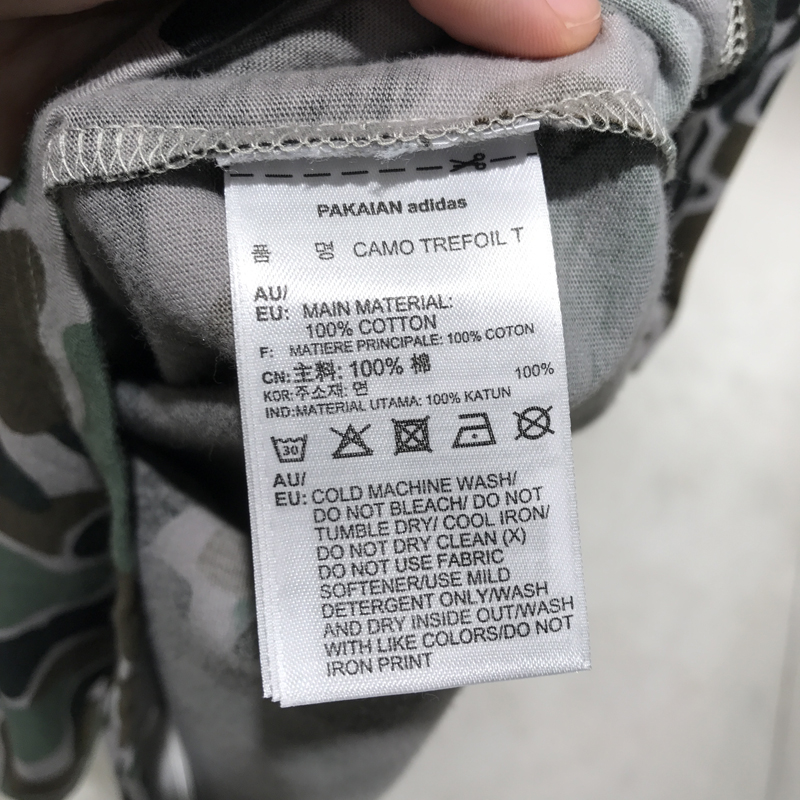 PAKAIAN adidas
품 명 CAMO TREFOIL T
AU/
EU: MAIN MATERIAL:
100% COTTON
F: MATIERE PRINCIPALE: 100% COTON
CN:主料: 100% 棉
KOR:주소재: 면 100%
IND:MATERIAL UTAMA: 100% KATUN
30
AU/
EU: COLD MACHINE WASH/
DO NOT BLEACH/ DO NOT
TUMBLE DRY/ COOL IRON/
DO NOT DRY CLEAN (X)
DO NOT USE FABRIC
SOFTENER/USE MILD
DETERGENT ONLY/WASH
AND DRY INSIDE OUT/WASH
WITH LIKE COLORS/DO NOT
IRON PRINT